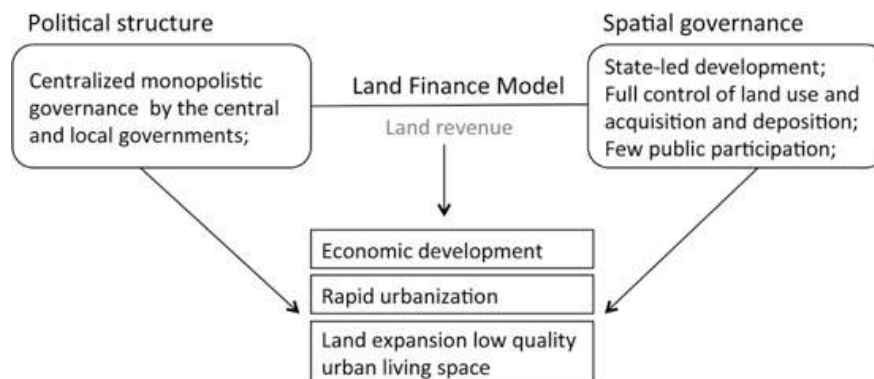 Political structure
Spatial governance
Centralized monopolistic
governance by the central
and local governments;
Land Finance Model
Land revenue
State-led development;
Full control of land use and
acquisition and deposition;
Few public participation;
Economic development
Rapid urbanization
Land expansion low quality
urban living space